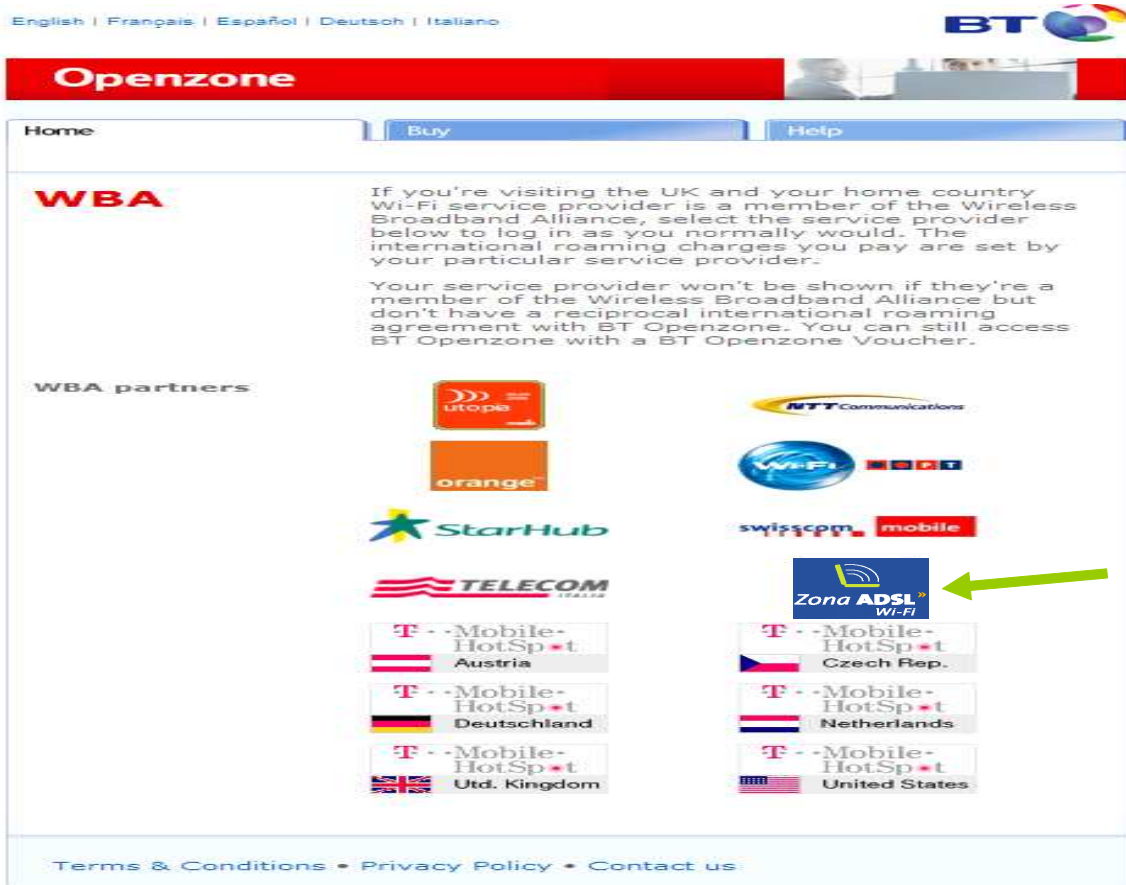 English | Français | Español | Deutsch | Italiano
BT
Openzone
Home Buy Help
WBA
If you're visiting the UK and your home country
Wi-Fi service provider is a member of the Wireless
Broadband Alliance, select the service provider
below to log in as you normally would. The
international roaming charges you pay are set by
your particular service provider.
Your service provider won't be shown if they're a
member of the Wireless Broadband Alliance but
don't have a reciprocal international roaming
agreement with BT Openzone. You can still access
BT Openzone with a BT Openzone Voucher.
WBA partners
utopia
NTT Communications
orange™
Wi-Fi
StarHub
swisscom mobile
TELECOM
ITALIA
Zona ADSL»
Wi-Fi
T··Mobile·
HotSpot
Austria
T··Mobile·
HotSpot
Czech Rep.
T··Mobile·
HotSpot
Deutschland
T··Mobile·
HotSpot
Netherlands
T··Mobile·
HotSpot
Utd. Kingdom
T··Mobile·
HotSpot
United States
Terms & Conditions • Privacy Policy • Contact us